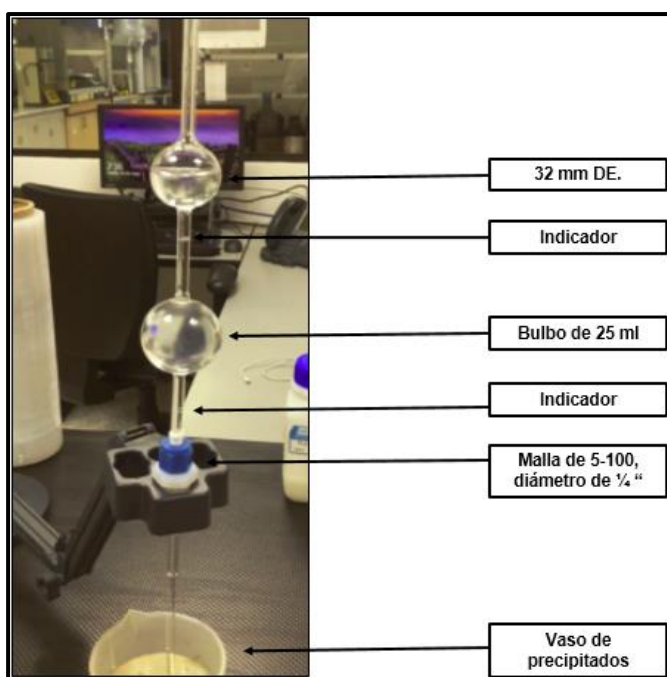 32 mm DE.
Indicador
Bulbo de 25 ml
Indicador
Malla de 5-100,
diámetro de ¼ “
Vaso de
precipitados